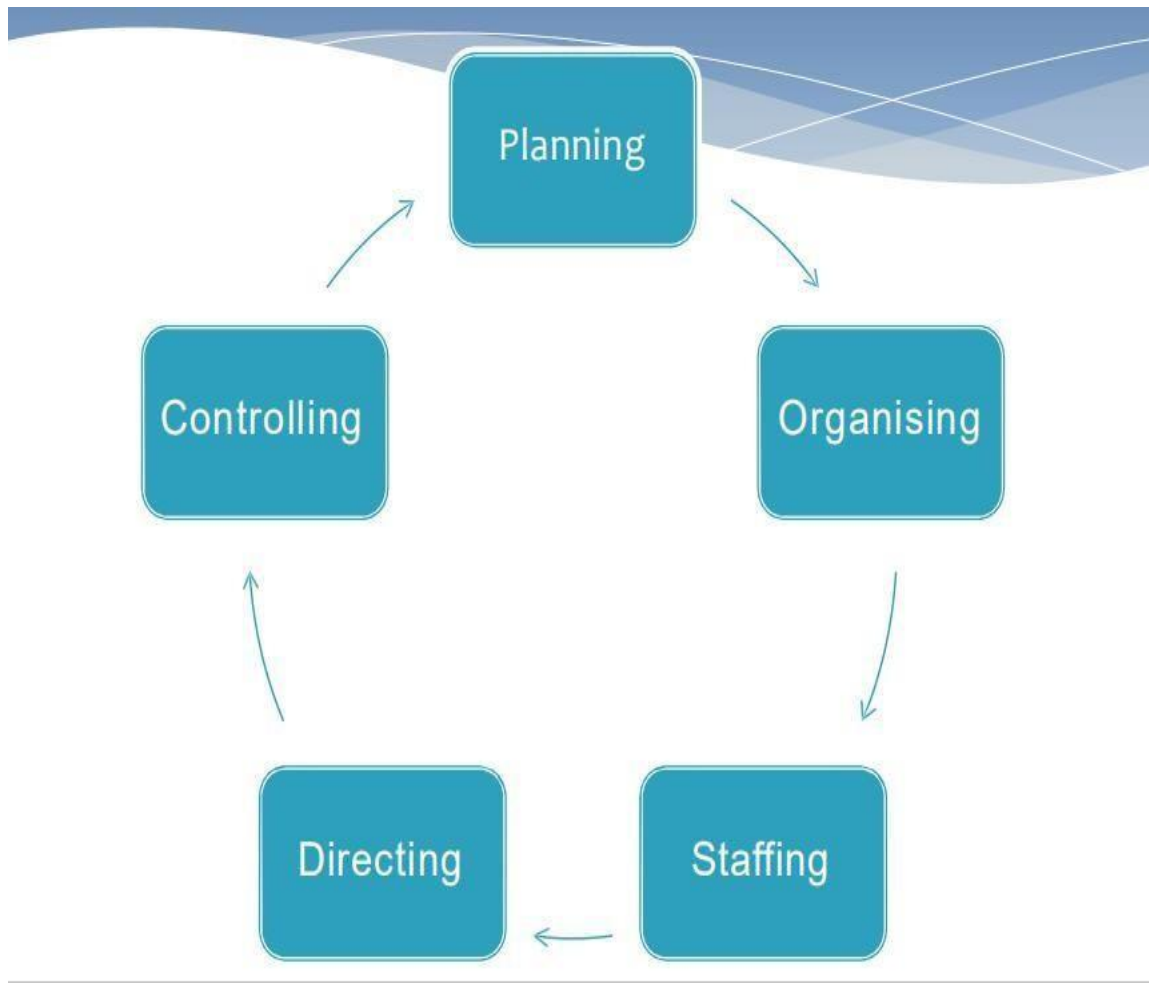 Planning
Organising
Staffing
Directing
Controlling